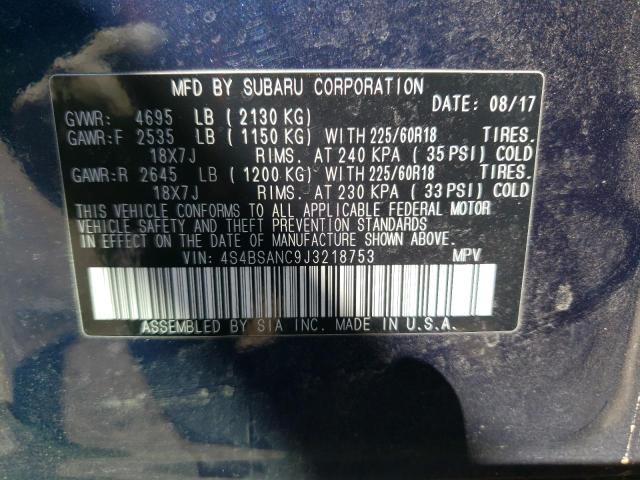 MFD BY SUBARU CORPORATION
GVWR: 4695 LB (2130 KG) DATE: 08/17
GAWR:F 2535 LB (1150 KG) WITH 225/60R18 TIRES.
18X7J RIMS. AT 240 KPA (35 PSI) COLD
GAWR:R 2645 LB (1200 KG) WITH 225/60R18 TIRES.
18X7J RIMS. AT 230 KPA (33 PSI) COLD
THIS VEHICLE CONFORMS TO ALL APPLICABLE FEDERAL MOTOR
VEHICLE SAFETY AND THEFT PREVENTION STANDARDS
IN EFFECT ON THE DATE OF MANUFACTURE SHOWN ABOVE.
VIN: 4S4BSANC9J3218753 MPV
ASSEMBLED BY SIA INC. MADE IN U.S.A.